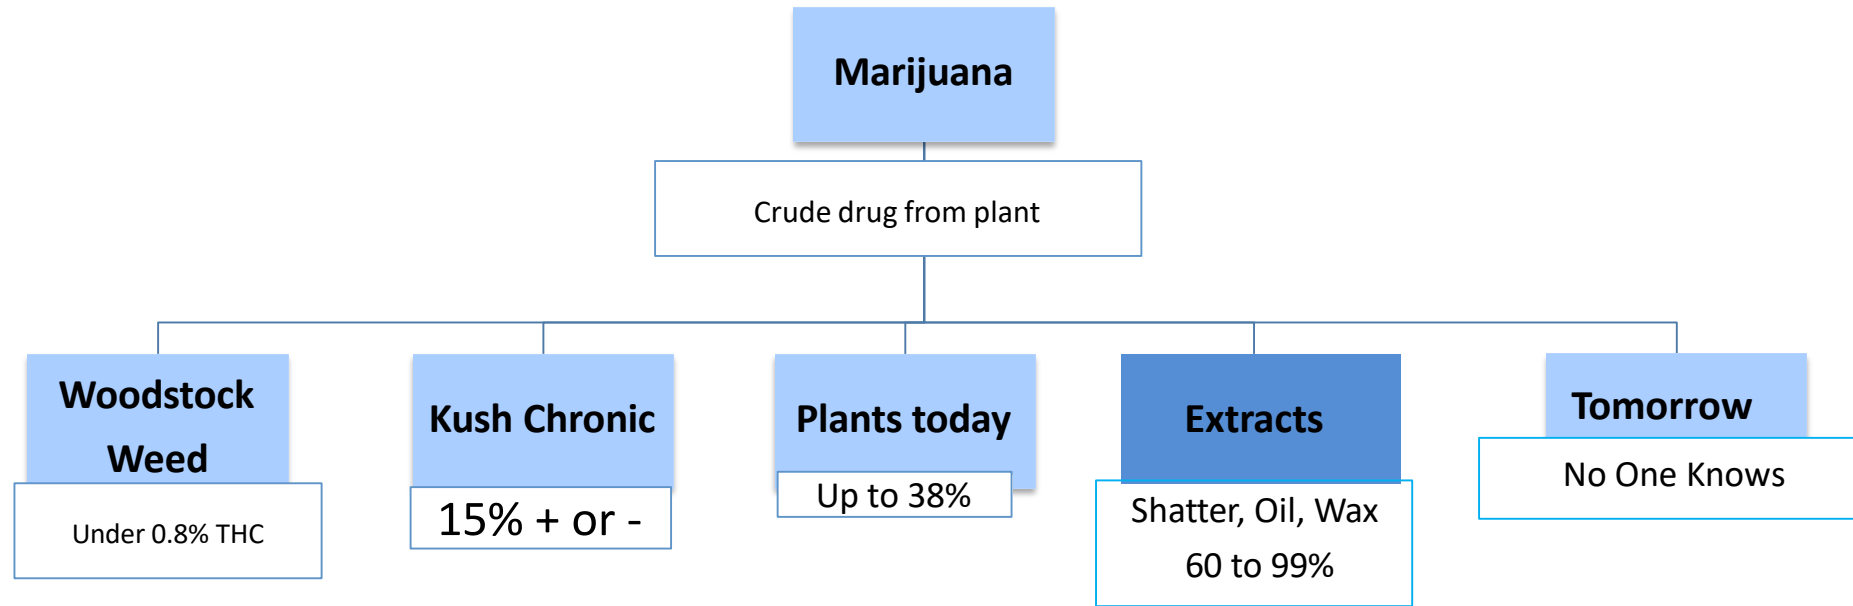 Marijuana
Crude drug from plant
Woodstock
Weed
Under 0.8% THC
Kush Chronic
15% + or -
Plants today
Up to 38%
Extracts
Shatter, Oil, Wax
60 to 99%
Tomorrow
No One Knows